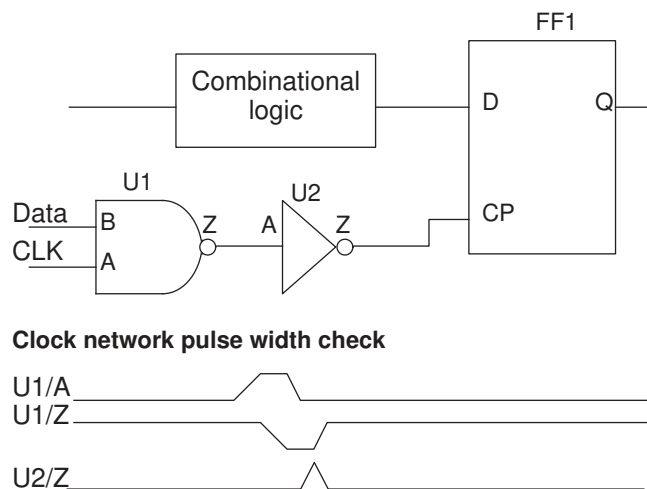 FF1
Combinational
logic
D
Q
U1
U2
Data
B
Z
A
Z
CP
CLK
A
Clock network pulse width check
U1/A
U1/Z
U2/Z